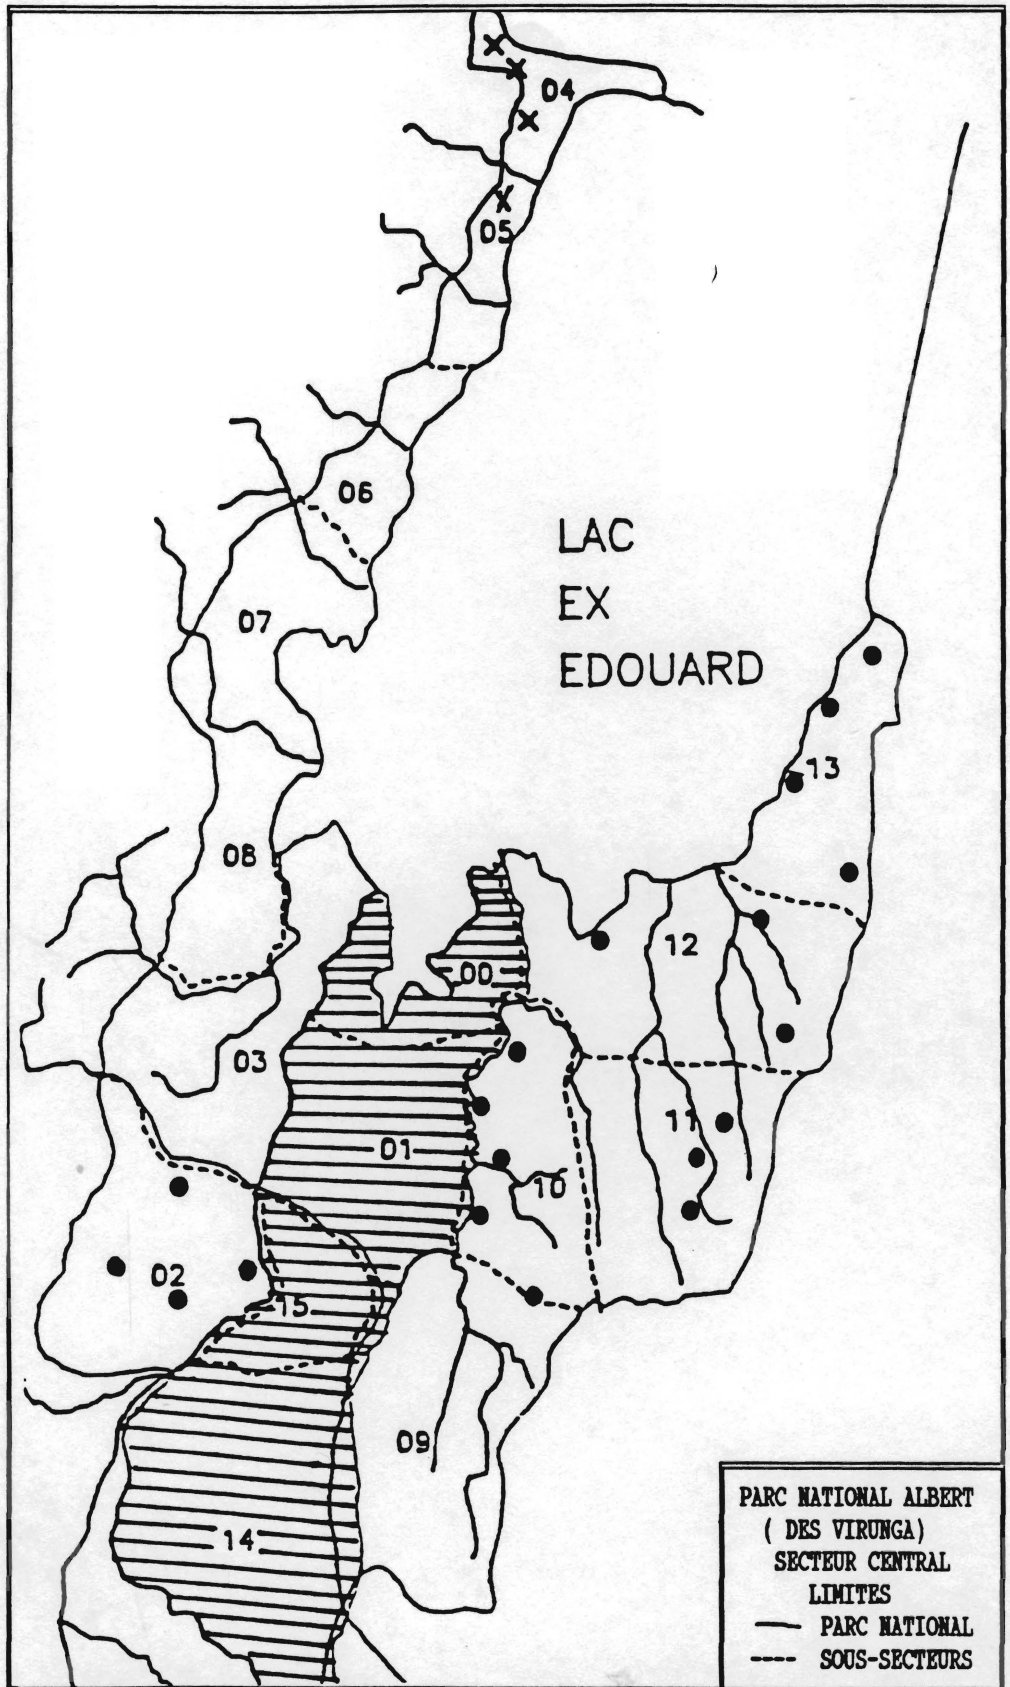 04
05
06
LAC
EX
EDOUARD
07
13
08
12
00
03
11
01
10
02
15
09
14
PARC NATIONAL ALBERT
( DES VIRUNGA)
SECTEUR CENTRAL
LIMITES
PARC NATIONAL
SOUS-SECTEURS